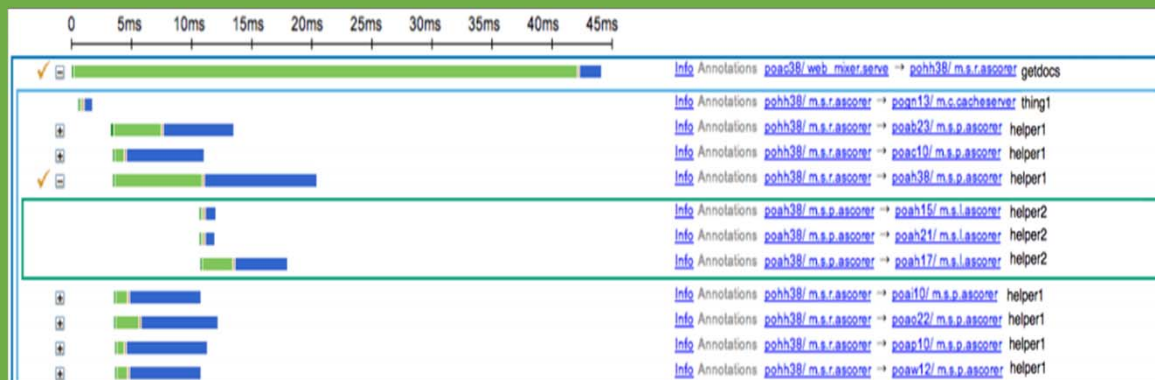 0 5ms 10ms 15ms 20ms 25ms 30ms 35ms 40ms 45ms
Info Annotations poac38/ web_mixer.serve → pohh38/ m.s.r.ascorer getdocs
Info Annotations pohh38/ m.s.r.ascorer → pogn13/ m.c.cacheserver thing1
Info Annotations pohh38/ m.s.r.ascorer → poab23/ m.s.p.ascorer helper1
Info Annotations pohh38/ m.s.r.ascorer → poac10/ m.s.p.ascorer helper1
Info Annotations pohh38/ m.s.r.ascorer → poah38/ m.s.p.ascorer helper1
Info Annotations poah38/ m.s.p.ascorer → poah15/ m.s.l.ascorer helper2
Info Annotations poah38/ m.s.p.ascorer → poah21/ m.s.l.ascorer helper2
Info Annotations poah38/ m.s.p.ascorer → poah17/ m.s.l.ascorer helper2
Info Annotations pohh38/ m.s.r.ascorer → poai10/ m.s.p.ascorer helper1
Info Annotations pohh38/ m.s.r.ascorer → poao22/ m.s.p.ascorer helper1
Info Annotations pohh38/ m.s.r.ascorer → poap10/ m.s.p.ascorer helper1
Info Annotations pohh38/ m.s.r.ascorer → poaw12/ m.s.p.ascorer helper1